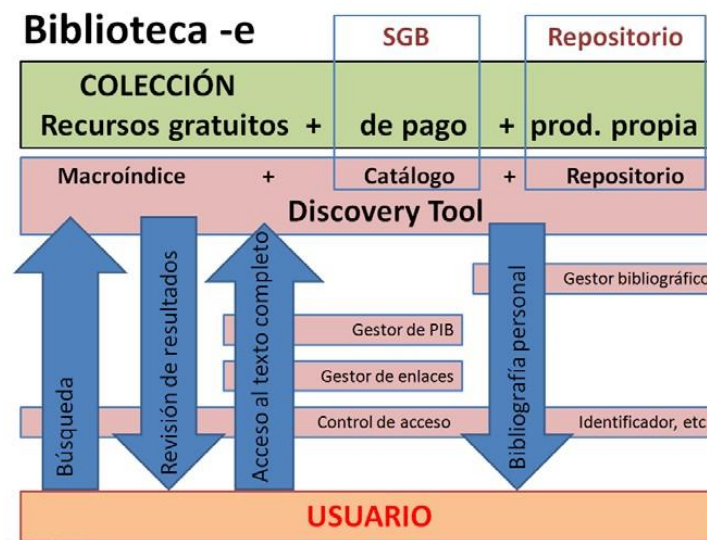 Biblioteca -e
SGB
Repositorio
COLECCIÓN
Recursos gratuitos + de pago + prod. propia
Macroíndice + Catálogo + Repositorio
Discovery Tool
Búsqueda
Revisión de resultados
Acceso al texto completo
Bibliografía personal
Gestor bibliográfico
Gestor de PIB
Gestor de enlaces
Control de acceso
Identificador, etc
USUARIO